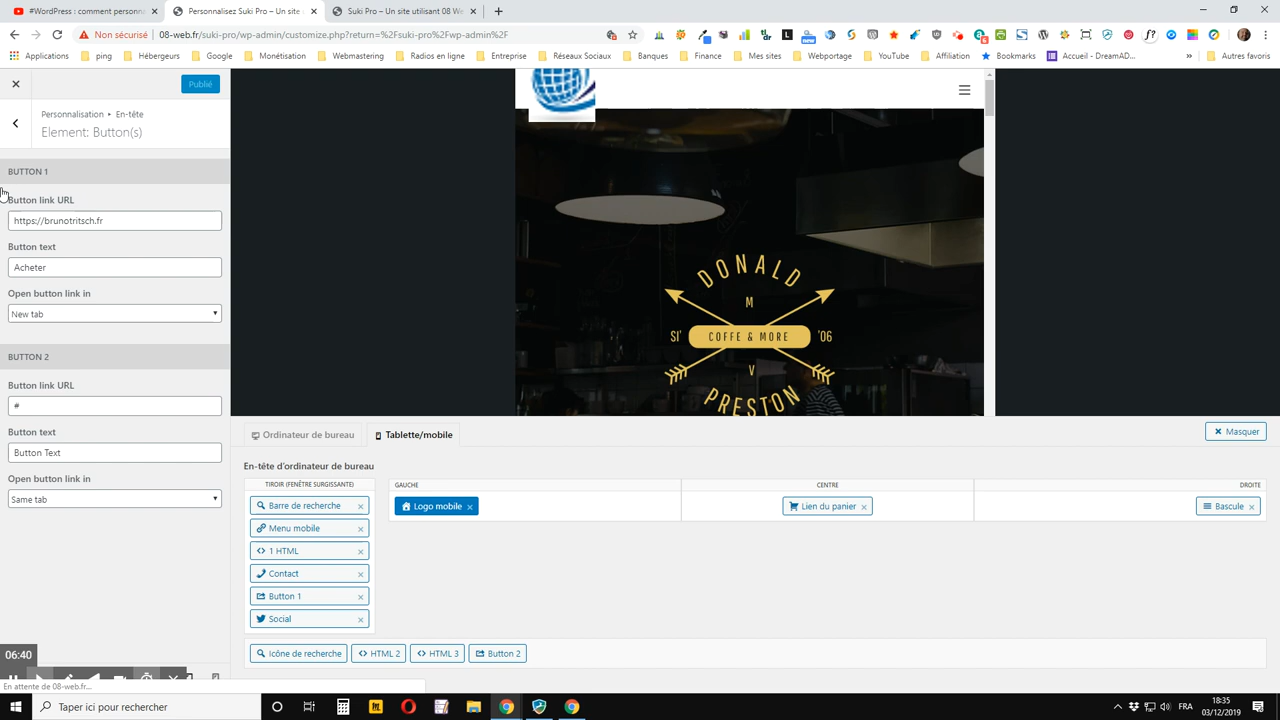 #WordPress : comment personna
Personnalisez Suki Pro – Un site
Suki Pro – Un site utilisant 08 We
Non sécurisé
08-web.fr/suki-pro/wp-admin/customize.php?return=%2Fsuki-pro%2Fwp-admin%2F
Applications
ping
Hébergeurs
Google
Monétisation
Webmastering
Radios en ligne
Entreprise
Réseaux Sociaux
Banques
Finance
Mes sites
Webportage
YouTube
Affiliation
Bookmarks
Accueil - DreamAD...
»
Autres favoris
Publié
Personnalisation ▸ En-tête
Element: Button(s)
BUTTON 1
Button link URL
https://brunotritsch.fr
Button text
Acheter
Open button link in
New tab
BUTTON 2
Button link URL
#
Button text
Button Text
Open button link in
Same tab
DONALD
M
SI'
COFFE & MORE
'06
V
PRESTON
Ordinateur de bureau
Tablette/mobile
Masquer
En-tête d'ordinateur de bureau
TIROIR (FENÊTRE SURGISSANTE)
GAUCHE
CENTRE
DROITE
Barre de recherche
Menu mobile
1 HTML
Contact
Button 1
Social
Logo mobile
Lien du panier
Bascule
Icône de recherche
HTML 2
HTML 3
Button 2
06:40
En attente de 08-web.fr...
Taper ici pour rechercher
FRA
18:35
03/12/2019